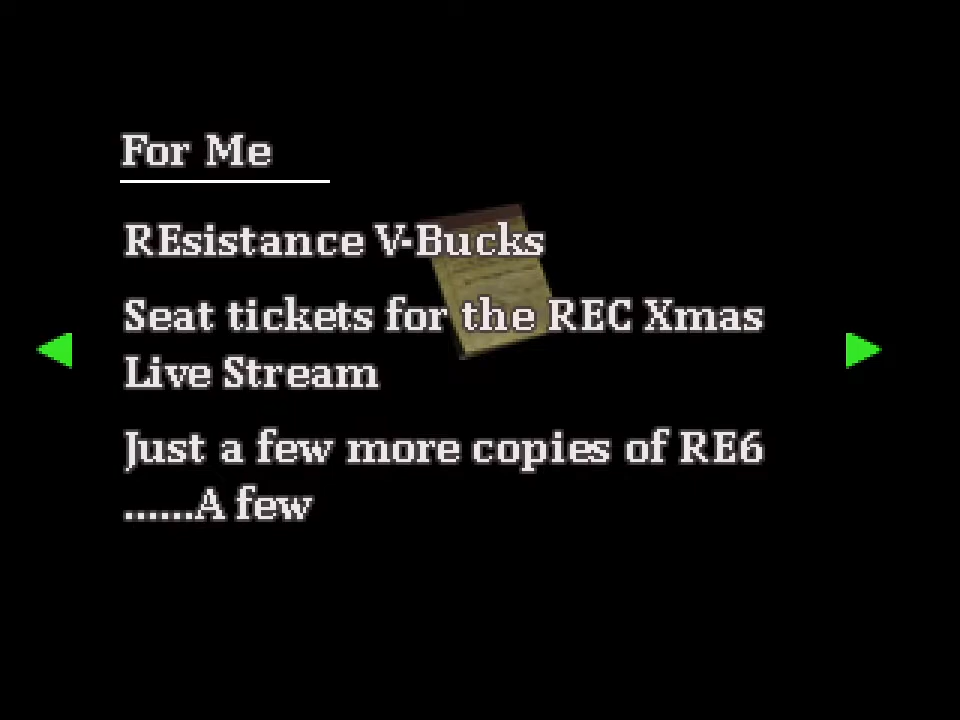 For Me
REsistance V-Bucks
Seat tickets for the REC Xmas
Live Stream
Just a few more copies of RE6
......A few